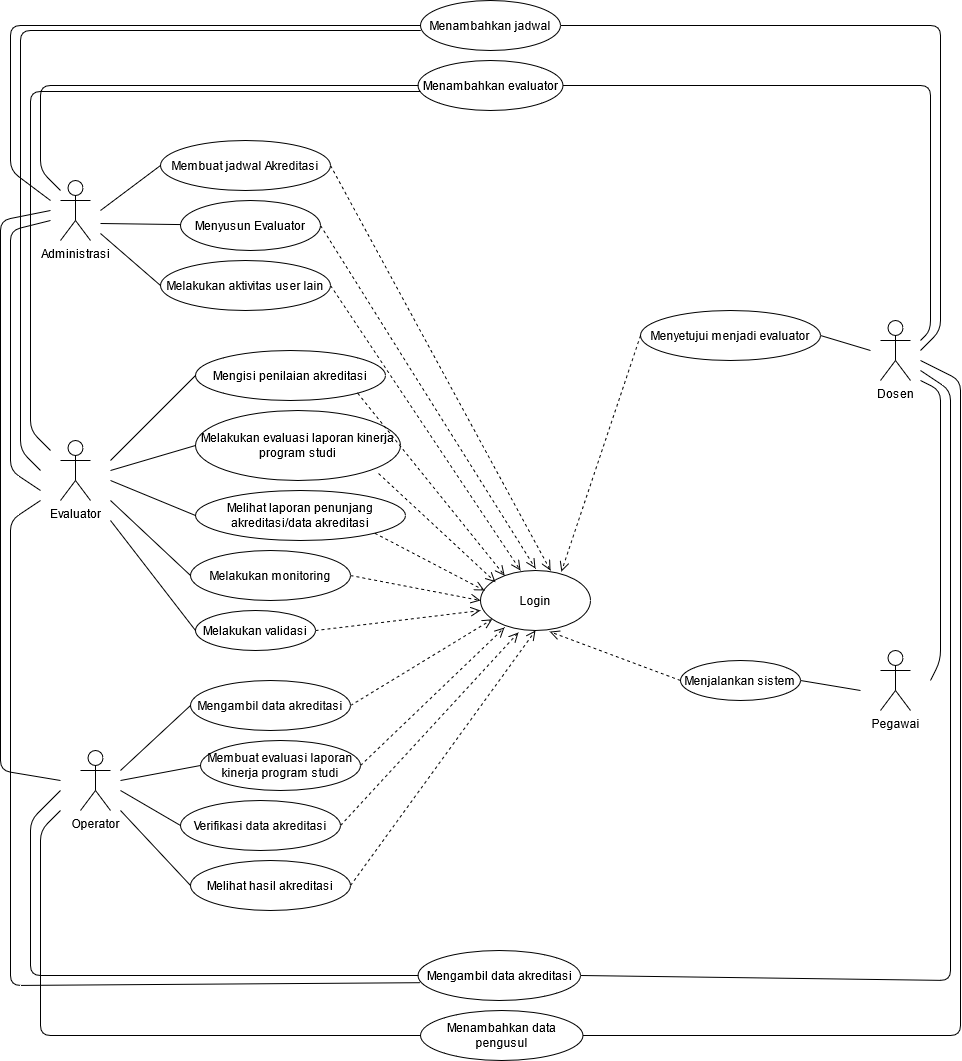 Menambahkan jadwal
Menambahkan evaluator
Membuat jadwal Akreditasi
Menyusun Evaluator
Administrasi
Melakukan aktivitas user lain
Menyetujui menjadi evaluator
Dosen
Mengisi penilaian akreditasi
Melakukan evaluasi laporan kinerja
program studi
Evaluator
Melihat laporan penunjang
akreditasi/data akreditasi
Melakukan monitoring
Login
Melakukan validasi
Menjalankan sistem
Pegawai
Mengambil data akreditasi
Membuat evaluasi laporan
kinerja program studi
Operator
Verifikasi data akreditasi
Melihat hasil akreditasi
Mengambil data akreditasi
Menambahkan data
pengusul